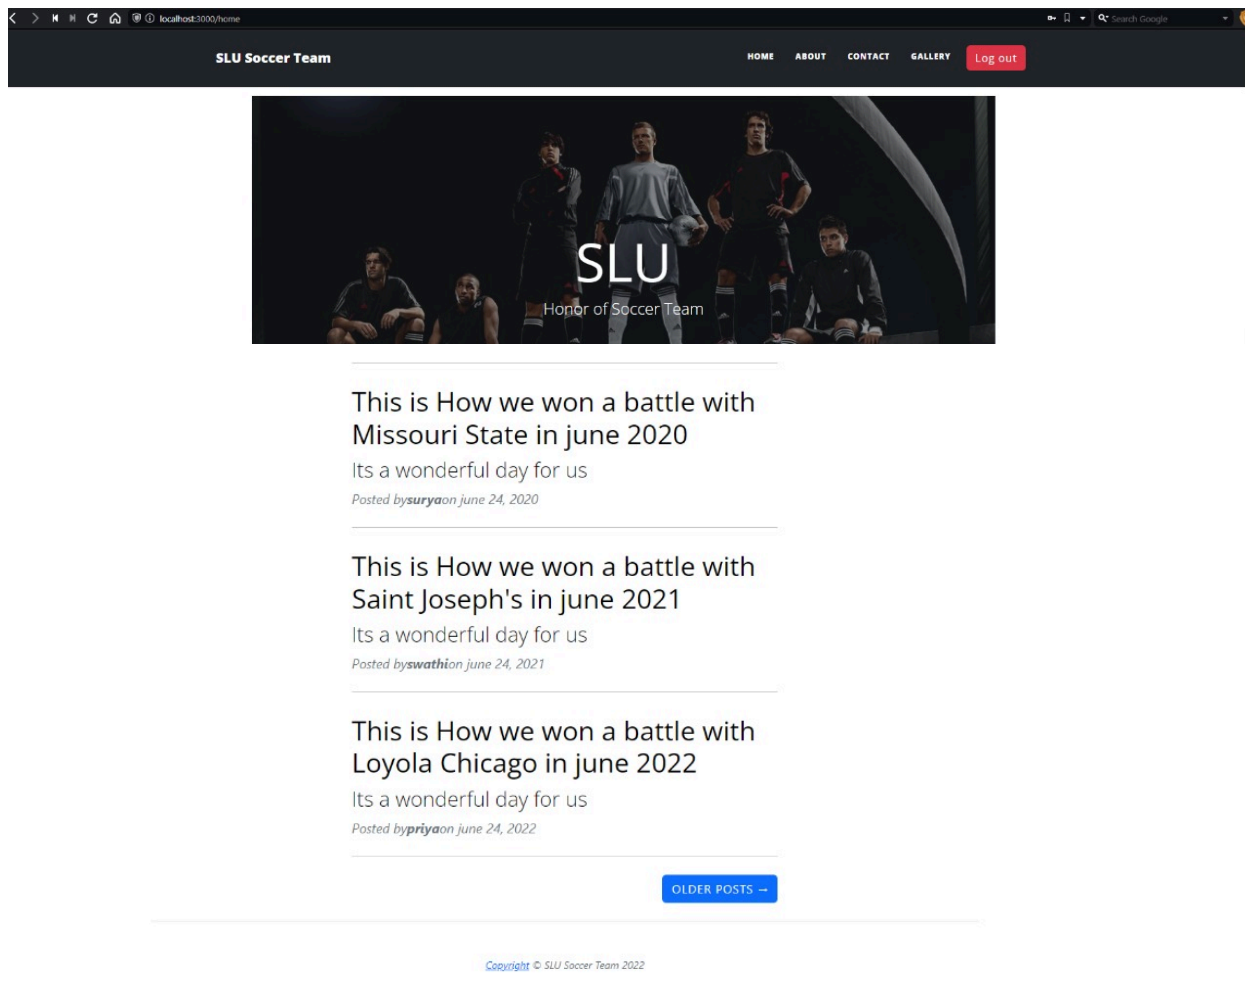 localhost:3000/home
Search Google
SLU Soccer Team
HOME ABOUT CONTACT GALLERY Log out
SLU
Honor of Soccer Team
This is How we won a battle with
Missouri State in june 2020
Its a wonderful day for us
Posted bysuryaon june 24, 2020
This is How we won a battle with
Saint Joseph's in june 2021
Its a wonderful day for us
Posted byswathion june 24, 2021
This is How we won a battle with
Loyola Chicago in june 2022
Its a wonderful day for us
Posted bypriyaon june 24, 2022
OLDER POSTS →
Copyright © SLU Soccer Team 2022